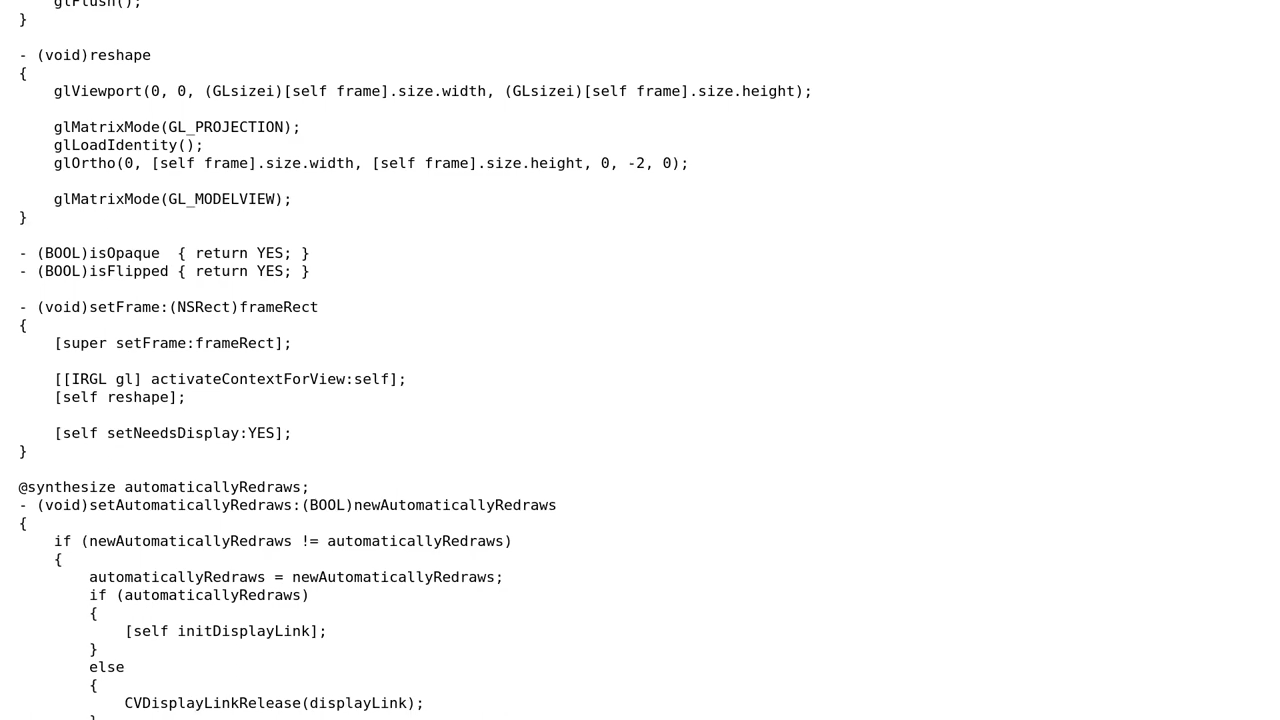 glFlush();
}

- (void)reshape
{
    glViewport(0, 0, (GLsizei)[self frame].size.width, (GLsizei)[self frame].size.height);

    glMatrixMode(GL_PROJECTION);
    glLoadIdentity();
    glOrtho(0, [self frame].size.width, [self frame].size.height, 0, -2, 0);

    glMatrixMode(GL_MODELVIEW);
}

- (BOOL)isOpaque  { return YES; }
- (BOOL)isFlipped { return YES; }

- (void)setFrame:(NSRect)frameRect
{
    [super setFrame:frameRect];

    [[IRGL gl] activateContextForView:self];
    [self reshape];

    [self setNeedsDisplay:YES];
}

@synthesize automaticallyRedraws;
- (void)setAutomaticallyRedraws:(BOOL)newAutomaticallyRedraws
{
    if (newAutomaticallyRedraws != automaticallyRedraws)
    {
        automaticallyRedraws = newAutomaticallyRedraws;
        if (automaticallyRedraws)
        {
            [self initDisplayLink];
        }
        else
        {
            CVDisplayLinkRelease(displayLink);
        }